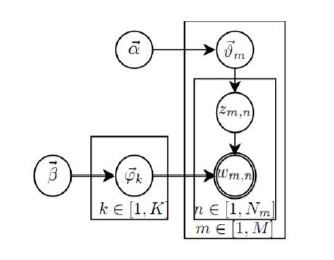 $\vec{\alpha}$ $\vec{\vartheta}_m$
$z_{m,n}$
$\vec{\beta}$ $\vec{\varphi}_k$ $w_{m,n}$
$k \in [1, K]$ $n \in [1, N_m]$
$m \in [1, M]$